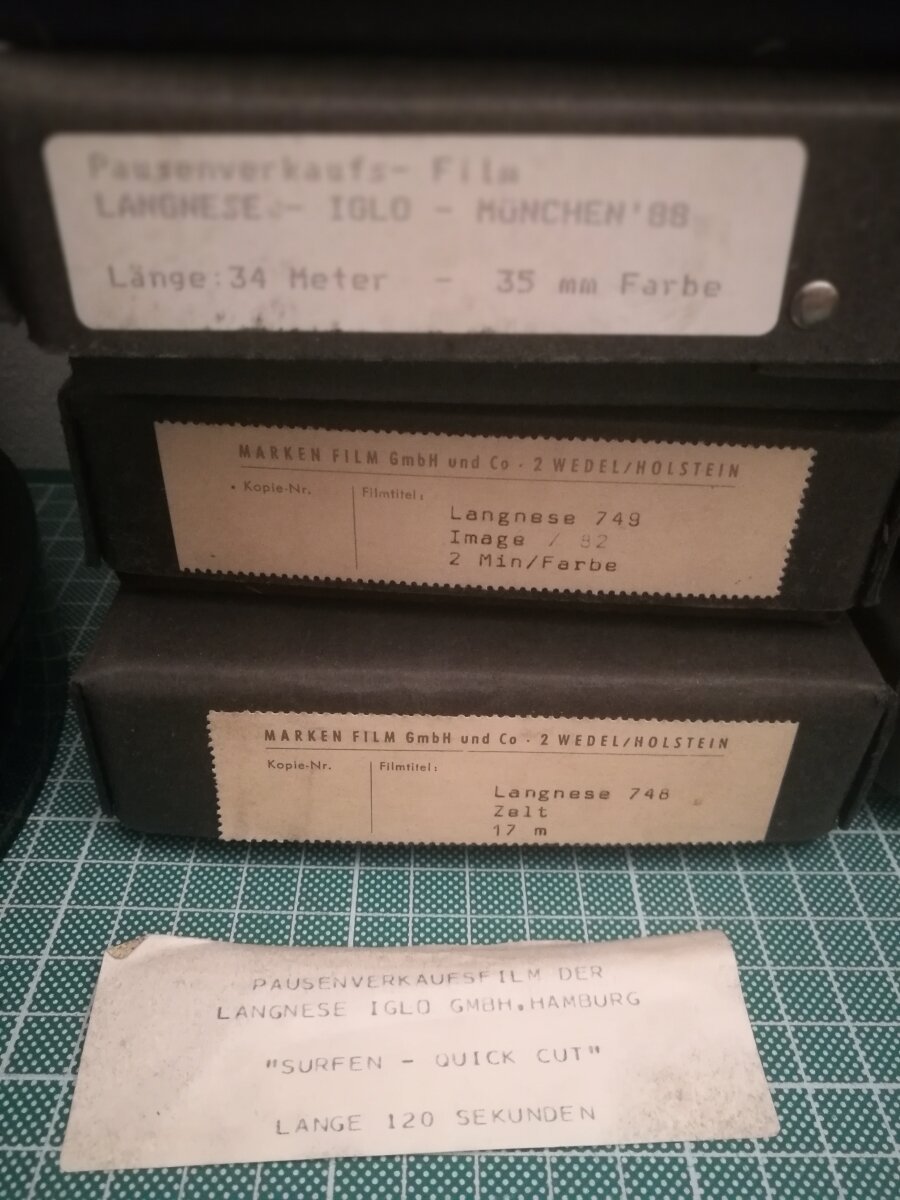 Pausenverkaufs- Film
LANGNESE - IGLO - MÜNCHEN'88
Länge:34 Meter - 35 mm Farbe
MARKEN FILM GmbH und Co · 2 WEDEL/HOLSTEIN
Kopie-Nr.
Filmtitel:
Langnese 749
Image / 82
2 Min/Farbe
MARKEN FILM GmbH und Co · 2 WEDEL/HOLSTEIN
Kopie-Nr.
Filmtitel:
Langnese 748
Zelt
17 m
PAUSENVERKAUFSFILM DER
LANGNESE IGLO GMBH.HAMBURG
"SURFEN - QUICK CUT"
LANGE 120 SEKUNDEN